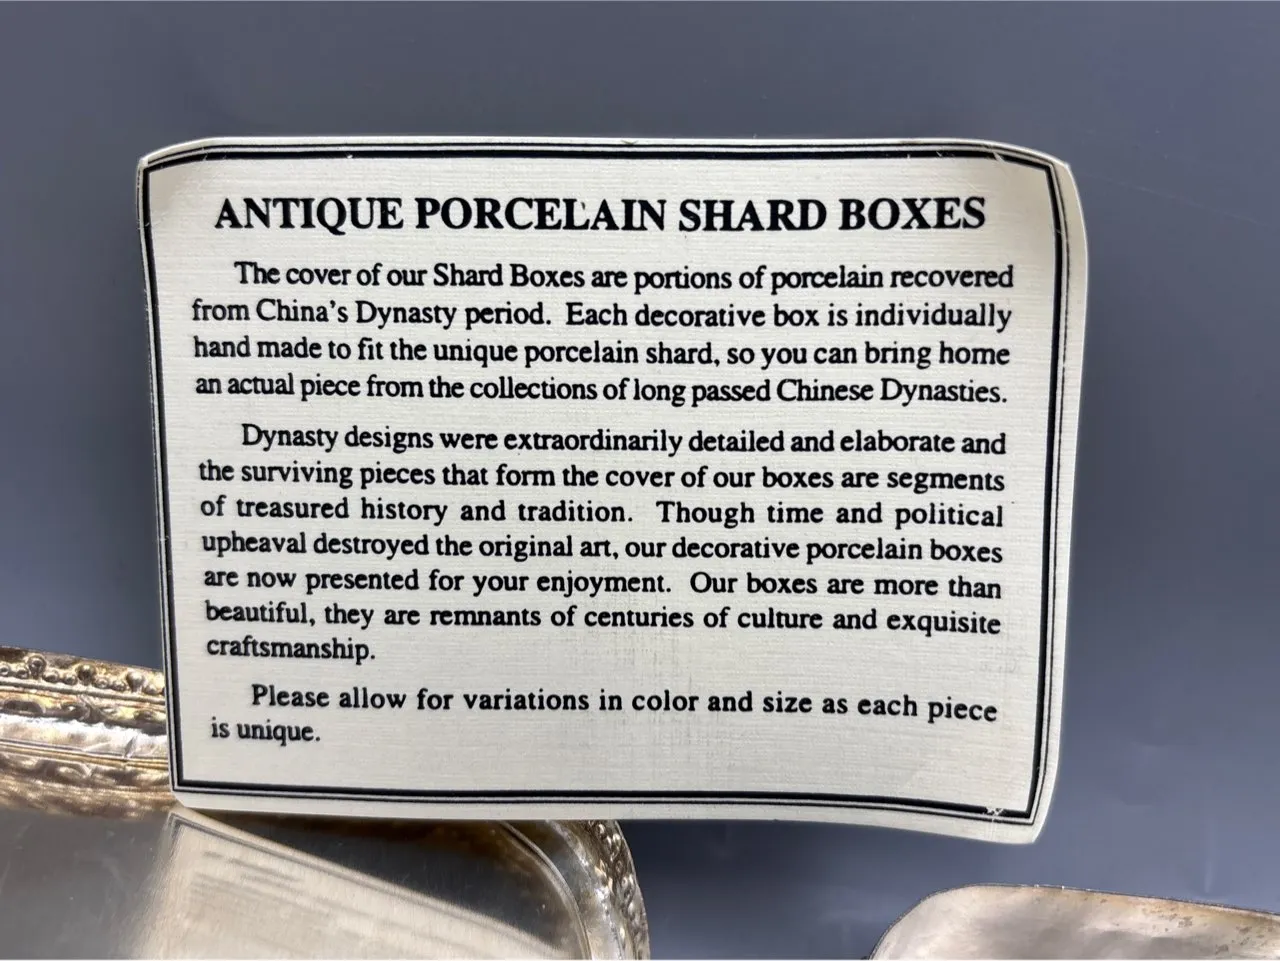 ANTIQUE PORCELAIN SHARD BOXES
The cover of our Shard Boxes are portions of porcelain recovered
from China's Dynasty period. Each decorative box is individually
hand made to fit the unique porcelain shard, so you can bring home
an actual piece from the collections of long passed Chinese Dynasties.
Dynasty designs were extraordinarily detailed and elaborate and
the surviving pieces that form the cover of our boxes are segments
of treasured history and tradition. Though time and political
upheaval destroyed the original art, our decorative porcelain boxes
are now presented for your enjoyment. Our boxes are more than
beautiful, they are remnants of centuries of culture and exquisite
craftsmanship.
Please allow for variations in color and size as each piece
is unique.